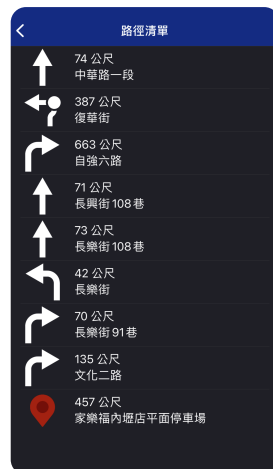 路徑清單
74 公尺
中華路一段
387 公尺
復華街
663 公尺
自強六路
71 公尺
長興街 108 巷
73 公尺
長樂街 108 巷
42 公尺
長樂街
70 公尺
長樂街 91 巷
135 公尺
文化二路
457 公尺
家樂福內壢店平面停車場